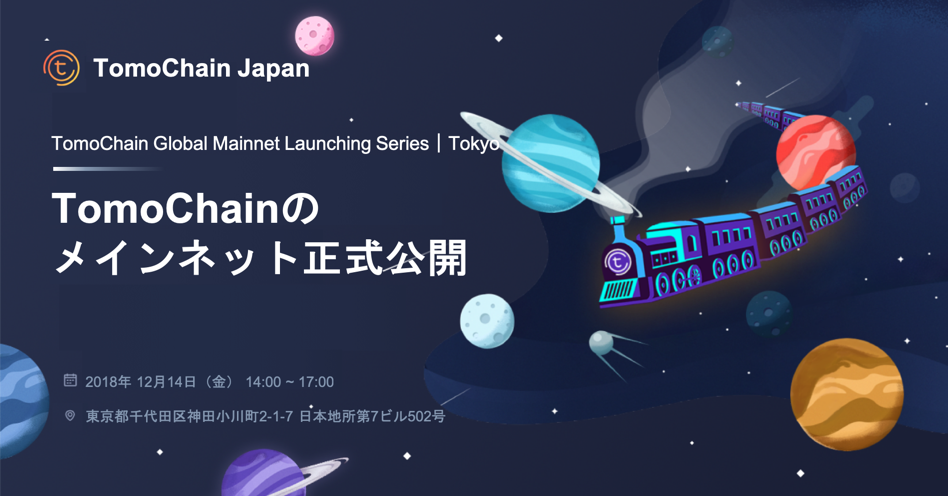 TomoChain Japan
TomoChain Global Mainnet Launching Series｜Tokyo
TomoChainの
メインネット正式公開
2018年 12月14日（金） 14:00 ~ 17:00
東京都千代田区神田小川町2-1-7 日本地所第7ビル502号